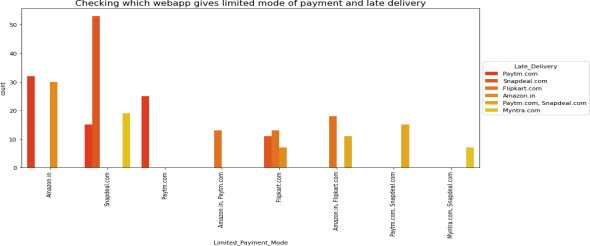 Checking which webapp gives limited mode of payment and late delivery
count
50
40
30
20
10
0
Amazon.in
Snapdeal.com
Paytm.com
Amazon.in, Paytm.com
Flipkart.com
Amazon.in, Flipkart.com
Paytm.com, Snapdeal.com
Myntra.com, Snapdeal.com
Limited_Payment_Mode
Late_Delivery
Paytm.com
Snapdeal.com
Flipkart.com
Amazon.in
Paytm.com, Snapdeal.com
Myntra.com